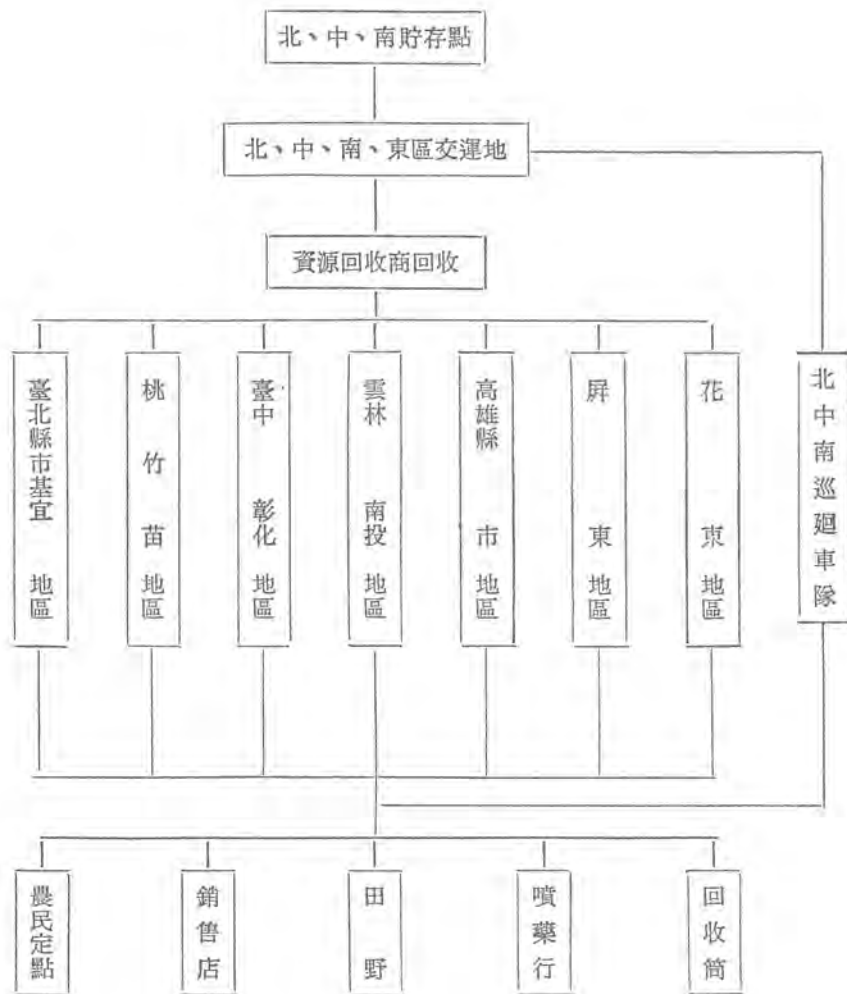 北、中、南貯存點
北、中、南、東區交運地
資源回收商回收
臺北縣市基宜地區
桃竹苗地區
臺中彰化地區
雲林南投地區
高雄縣市地區
屏東地區
花東地區
北中南巡廻車隊
農民定點
銷售店
田野
噴藥行
回收筒